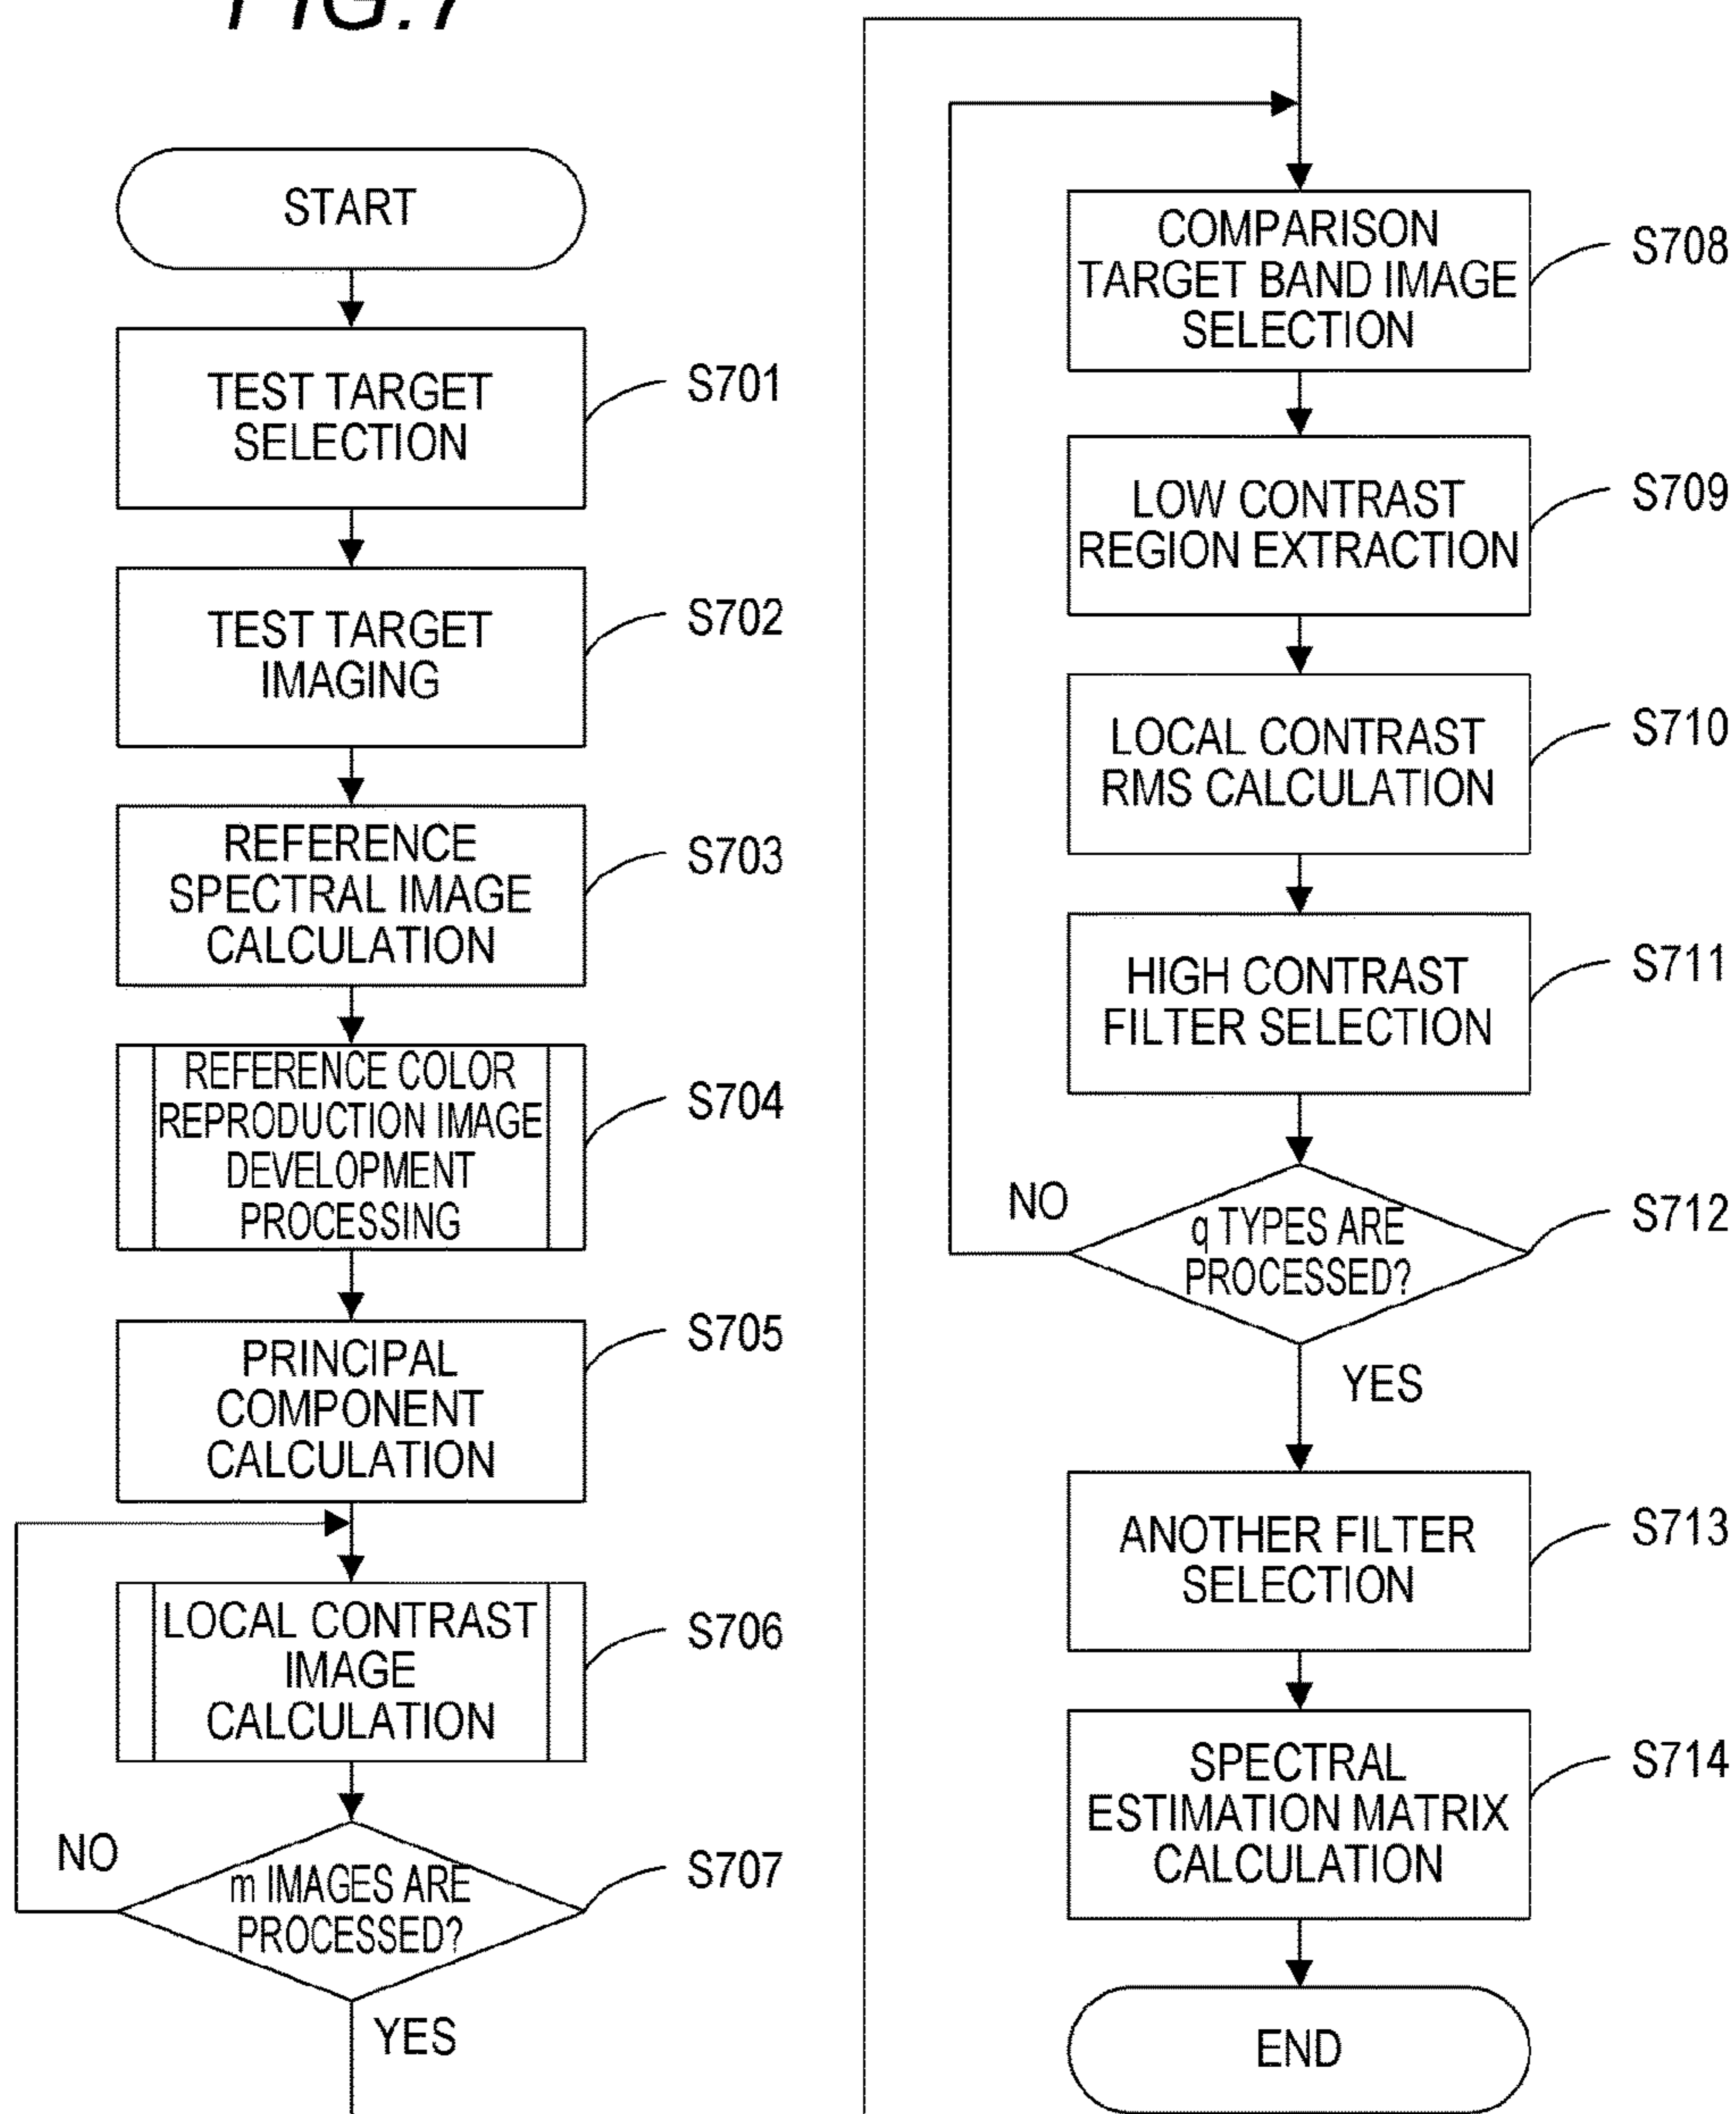 FIG.7
START
TEST TARGET
SELECTION
S701
TEST TARGET
IMAGING
S702
REFERENCE
SPECTRAL IMAGE
CALCULATION
S703
REFERENCE COLOR
REPRODUCTION IMAGE
DEVELOPMENT
PROCESSING
S704
PRINCIPAL
COMPONENT
CALCULATION
S705
LOCAL CONTRAST
IMAGE
CALCULATION
S706
NO
m IMAGES ARE
PROCESSED?
S707
YES
COMPARISON
TARGET BAND IMAGE
SELECTION
S708
LOW CONTRAST
REGION EXTRACTION
S709
LOCAL CONTRAST
RMS CALCULATION
S710
HIGH CONTRAST
FILTER SELECTION
S711
NO
q TYPES ARE
PROCESSED?
S712
YES
ANOTHER FILTER
SELECTION
S713
SPECTRAL
ESTIMATION MATRIX
CALCULATION
S714
END